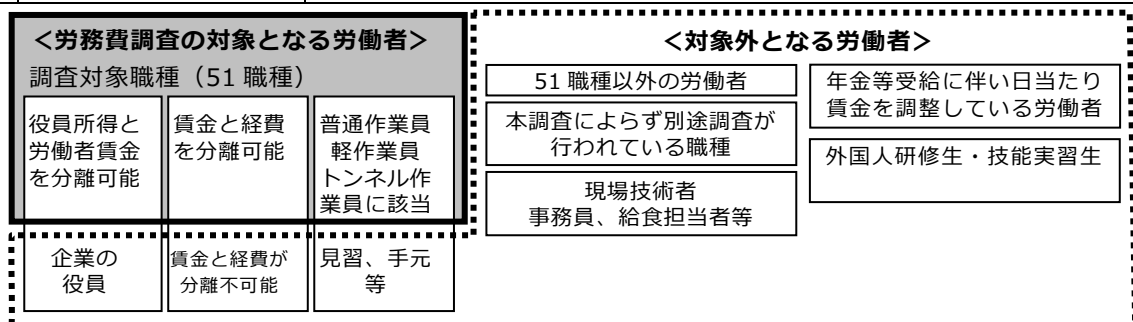 <労務費調査の対象となる労働者>
調査対象職種（51 職種）
役員所得と
労働者賃金
を分離可能
賃金と経費
を分離可能
普通作業員
軽作業員
トンネル作
業員に該当
企業の
役員
賃金と経費が
分離不可能
見習、手元
等
<対象外となる労働者>
51 職種以外の労働者
本調査によらず別途調査が
行われている職種
現場技術者
事務員、給食担当者等
年金等受給に伴い日当たり
賃金を調整している労働者
外国人研修生・技能実習生